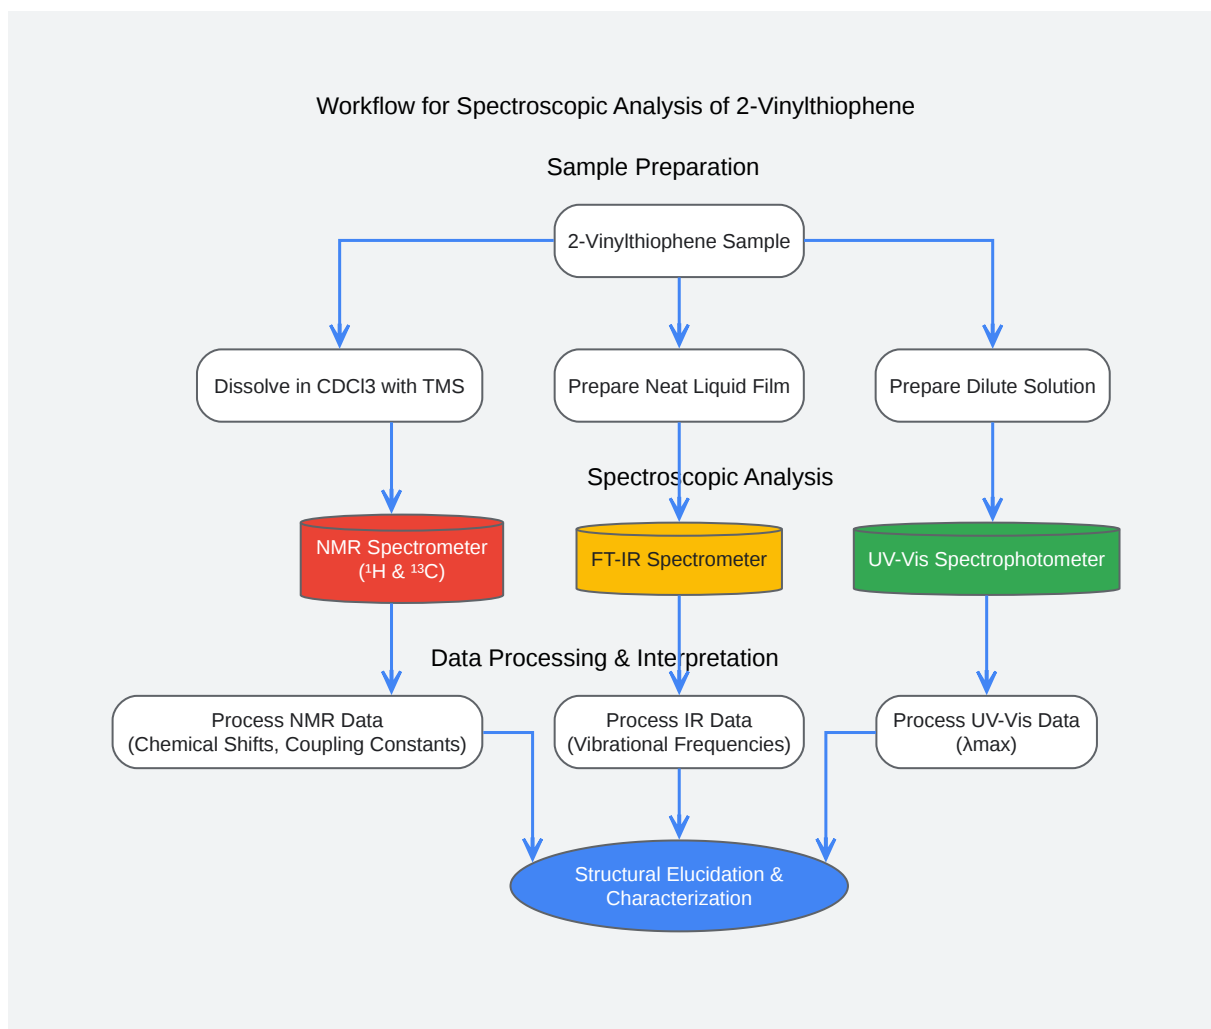 Workflow for Spectroscopic Analysis of 2-Vinylthiophene
Sample Preparation
2-Vinylthiophene Sample
Dissolve in CDCl3 with TMS
Prepare Neat Liquid Film
Prepare Dilute Solution
Spectroscopic Analysis
NMR Spectrometer
(¹H & ¹³C)
FT-IR Spectrometer
UV-Vis Spectrophotometer
Data Processing & Interpretation
Process NMR Data
(Chemical Shifts, Coupling Constants)
Process IR Data
(Vibrational Frequencies)
Process UV-Vis Data
(λmax)
Structural Elucidation &
Characterization